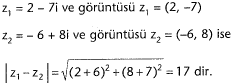 z₁ = 2 – 7i ve görüntüsü z₁ = (2, -7)
z₂ = – 6 + 8i ve görüntüsü z₂ = (–6, 8) ise
|z₁ – z₂| = √((2+6)² + (8+7)²) = 17 dir.